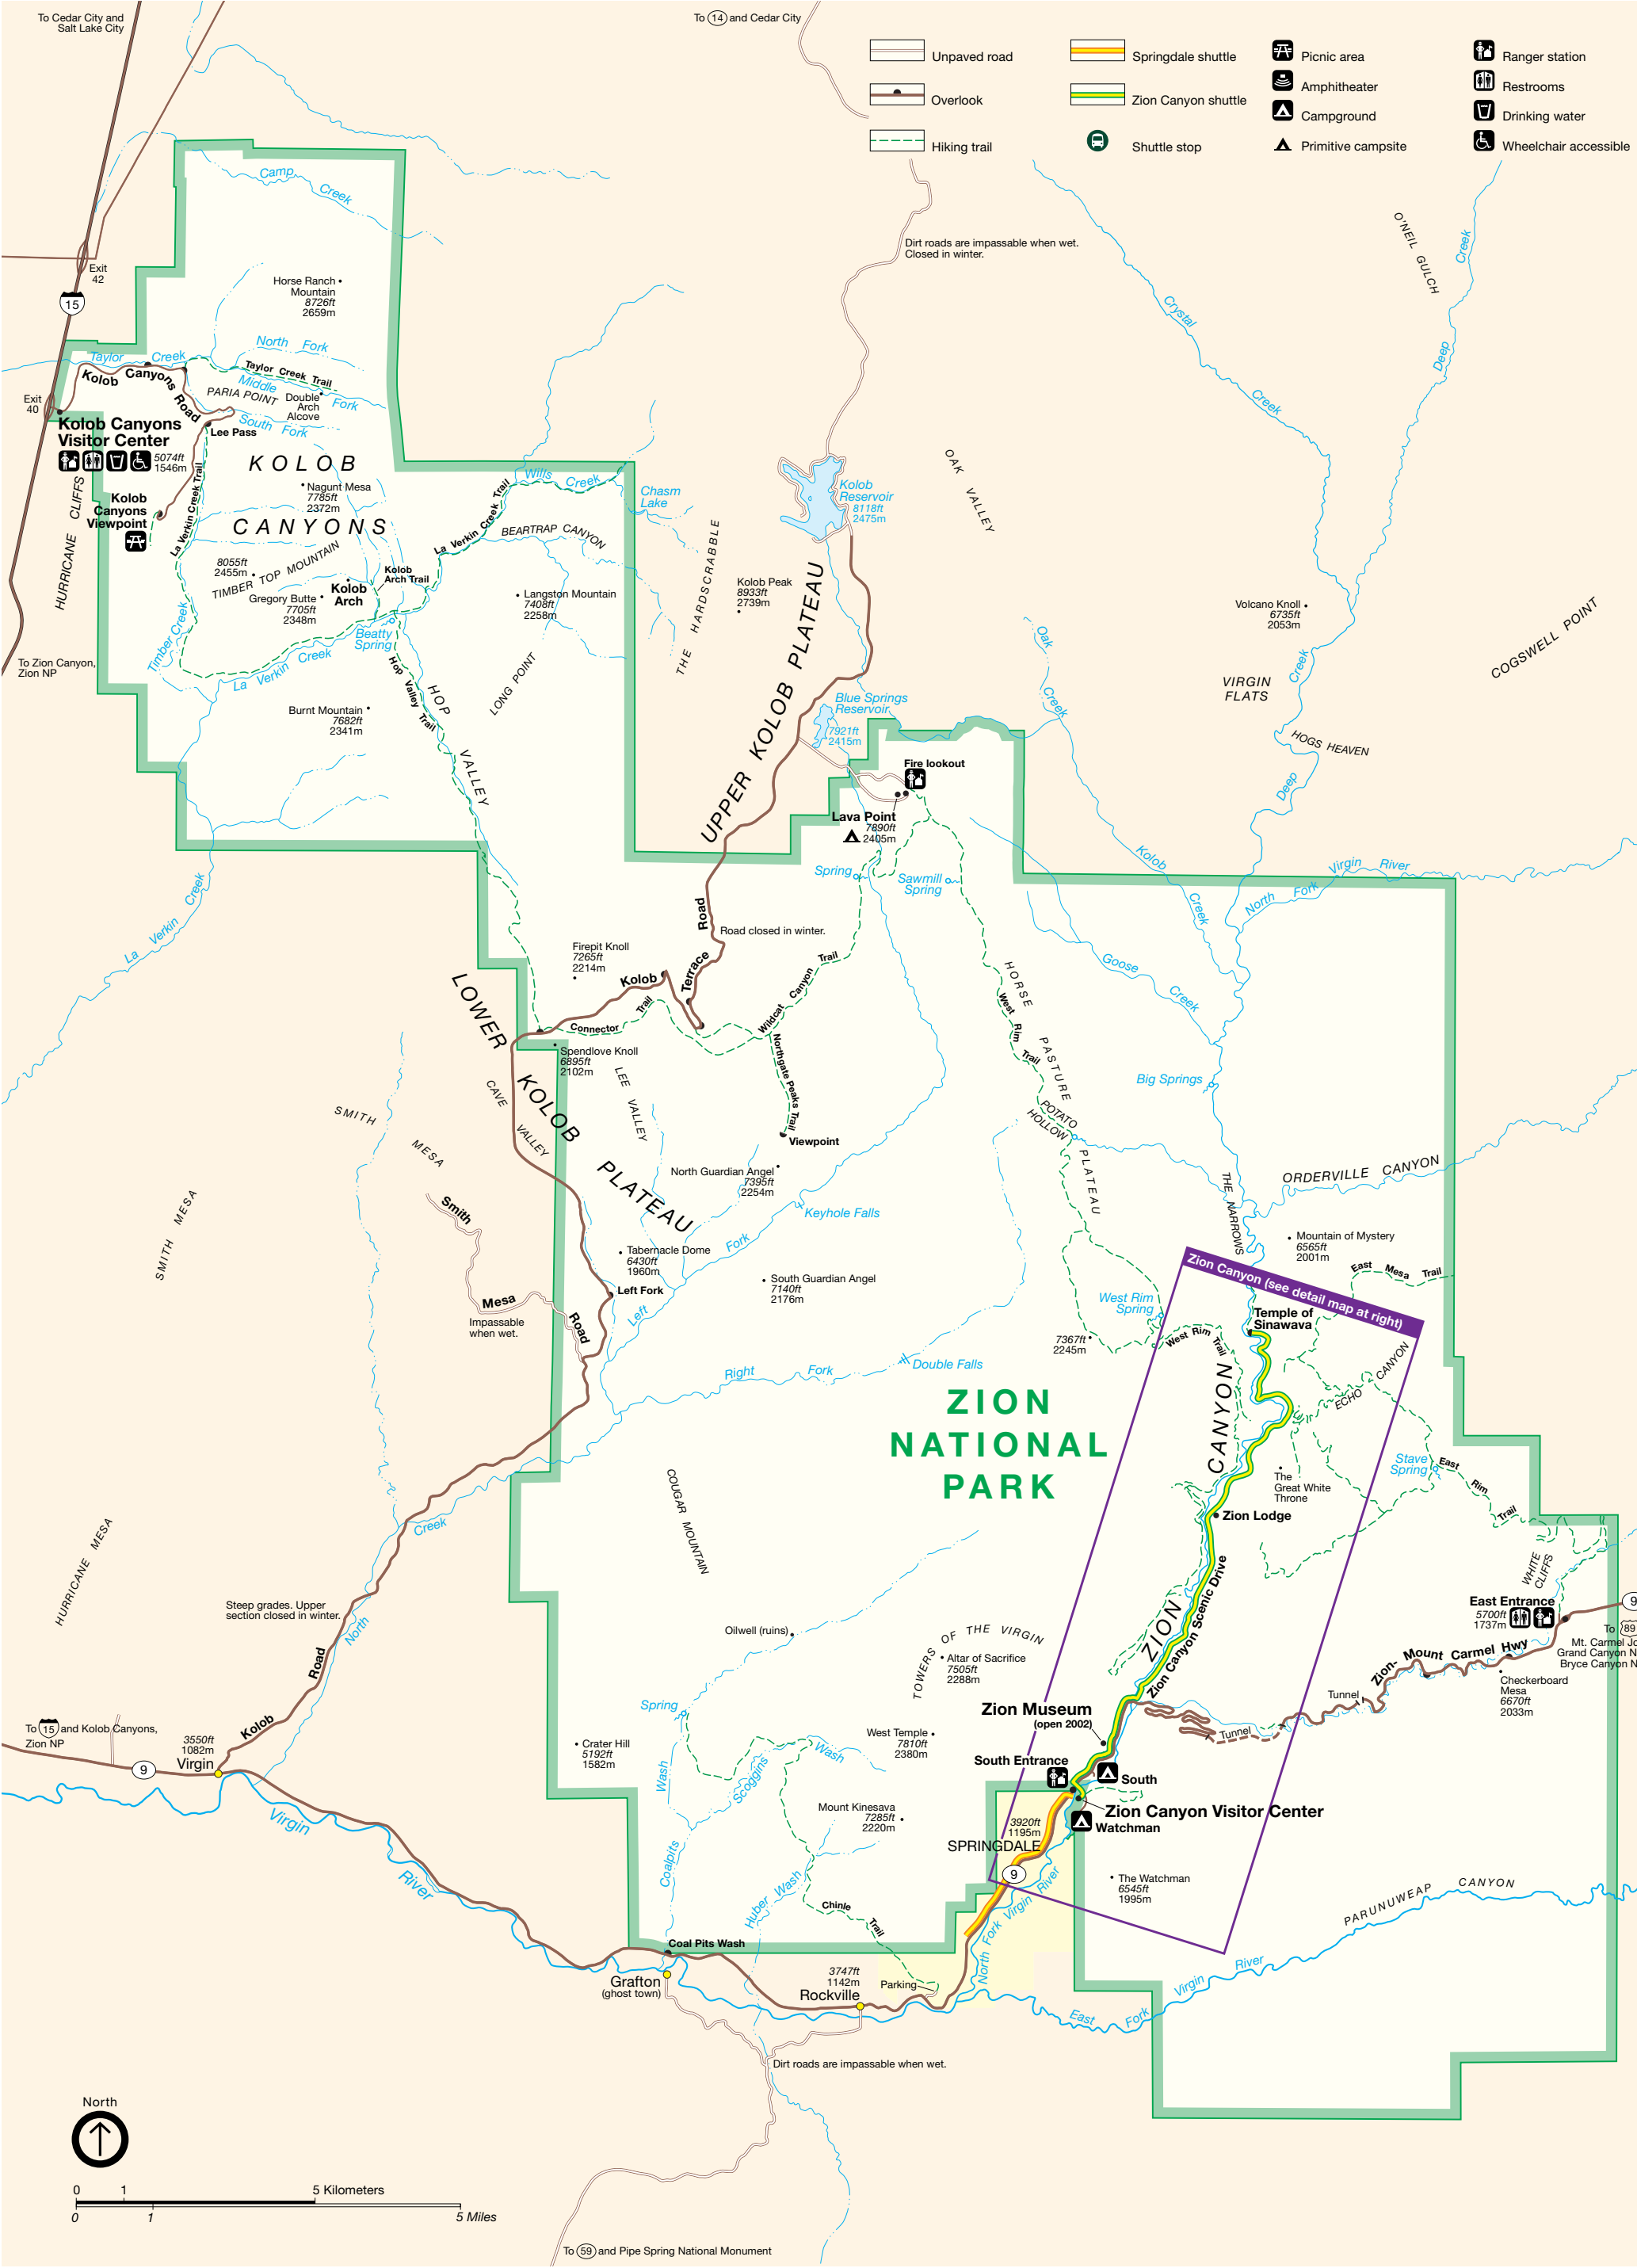 To Cedar City and
Salt Lake City
To 14 and Cedar City
Unpaved road
Overlook
Hiking trail
Springdale shuttle
Zion Canyon shuttle
Shuttle stop
Picnic area
Amphitheater
Campground
Primitive campsite
Ranger station
Restrooms
Drinking water
Wheelchair accessible
Camp
Creek
Dirt roads are impassable when wet.
Closed in winter.
O'NEIL GULCH
Creek
Deep
Crystal
Creek
Exit
42
15
Horse Ranch
Mountain
8726ft
2659m
North Fork
Taylor Creek
Taylor Creek Trail
Kolob Canyons
Road
Middle
Fork
PARIA POINT
Double
Arch
Alcove
South Fork
Exit
40
Kolob Canyons
Visitor Center
5074ft
1546m
Lee Pass
KOLOB
CANYONS
Nagunt Mesa
7785ft
2372m
Kolob
Canyons
Viewpoint
HURRICANE CLIFFS
La Verkin Creek Trail
Wills Creek
Chasm
Lake
La Verkin Creek Trail
BEARTRAP CANYON
8055ft
2455m
TIMBER TOP MOUNTAIN
Kolob
Arch Trail
Kolob
Arch
Gregory Butte
7705ft
2348m
Langston Mountain
7408ft
2258m
Beatty
Spring
Timber Creek
La Verkin Creek
Hop Valley Trail
HOP
VALLEY
LONG POINT
Burnt Mountain
7682ft
2341m
To Zion Canyon,
Zion NP
THE HARDSCRABBLE
Kolob Peak
8933ft
2739m
Kolob
Reservoir
8118ft
2475m
OAK VALLEY
UPPER KOLOB PLATEAU
Blue Springs
Reservoir
7921ft
2415m
Oak
Creek
Volcano Knoll
6735ft
2053m
COGSWELL POINT
Creek
VIRGIN
FLATS
HOGS HEAVEN
Deep
Fire lookout
Lava Point
7890ft
2405m
Spring
Sawmill
Spring
Kolob
Creek
North Fork Virgin River
La Verkin Creek
Road
Road closed in winter.
Firepit Knoll
7265ft
2214m
Kolob
Terrace
Connector
Trail
Wildcat Canyon Trail
Goose
Creek
HORSE
PASTURE
PLATEAU
West Rim Trail
LOWER
KOLOB
PLATEAU
Spendlove Knoll
6895ft
2102m
CAVE
VALLEY
LEE VALLEY
Northgate Peaks Trail
Viewpoint
Big Springs
POTATO
HOLLOW
SMITH
MESA
SMITH MESA
North Guardian Angel
7395ft
2254m
Keyhole Falls
THE NARROWS
ORDERVILLE CANYON
Smith
Mesa
Road
Impassable
when wet.
Tabernacle Dome
6430ft
1960m
Fork
Left
Left Fork
South Guardian Angel
7140ft
2176m
Mountain of Mystery
6565ft
2001m
East Mesa Trail
Zion Canyon (see detail map at right)
West Rim
Spring
Temple of
Sinawava
7367ft
2245m
West Rim
Trail
Right Fork
Double Falls
ZION
NATIONAL
PARK
ZION
CANYON
ECHO CANYON
Stave
Spring
East Rim Trail
The
Great White
Throne
Zion Lodge
Zion Canyon Scenic Drive
COUGAR MOUNTAIN
Creek
HURRICANE MESA
Steep grades. Upper
section closed in winter.
North
Road
Kolob
WHITE
CLIFFS
East Entrance
5700ft
1737m
9
To 89
Mt. Carmel
Grand Canyon
Bryce Canyon
Zion- Mount Carmel Hwy
Checkerboard
Mesa
6670ft
2033m
Tunnel
Tunnel
Oilwell (ruins)
TOWERS OF THE VIRGIN
Altar of Sacrifice
7505ft
2288m
Zion Museum
(open 2002)
West Temple
7810ft
2380m
South Entrance
South
Zion Canyon Visitor Center
Watchman
3920ft
1195m
SPRINGDALE
9
The Watchman
6545ft
1995m
Spring
Wash
Scoggins
Wash
Coalpits
Huber Wash
Crater Hill
5192ft
1582m
Mount Kinesava
7285ft
2220m
Chinle
Trail
To 15 and Kolob Canyons,
Zion NP
9
3550ft
1082m
Virgin
Virgin
River
Coal Pits Wash
Grafton
(ghost town)
3747ft
1142m
Rockville
Parking
North Fork Virgin River
PARUNUWEAP CANYON
East Fork Virgin River
Dirt roads are impassable when wet.
North
0 1 5 Kilometers
0 1 5 Miles
To 59 and Pipe Spring National Monument